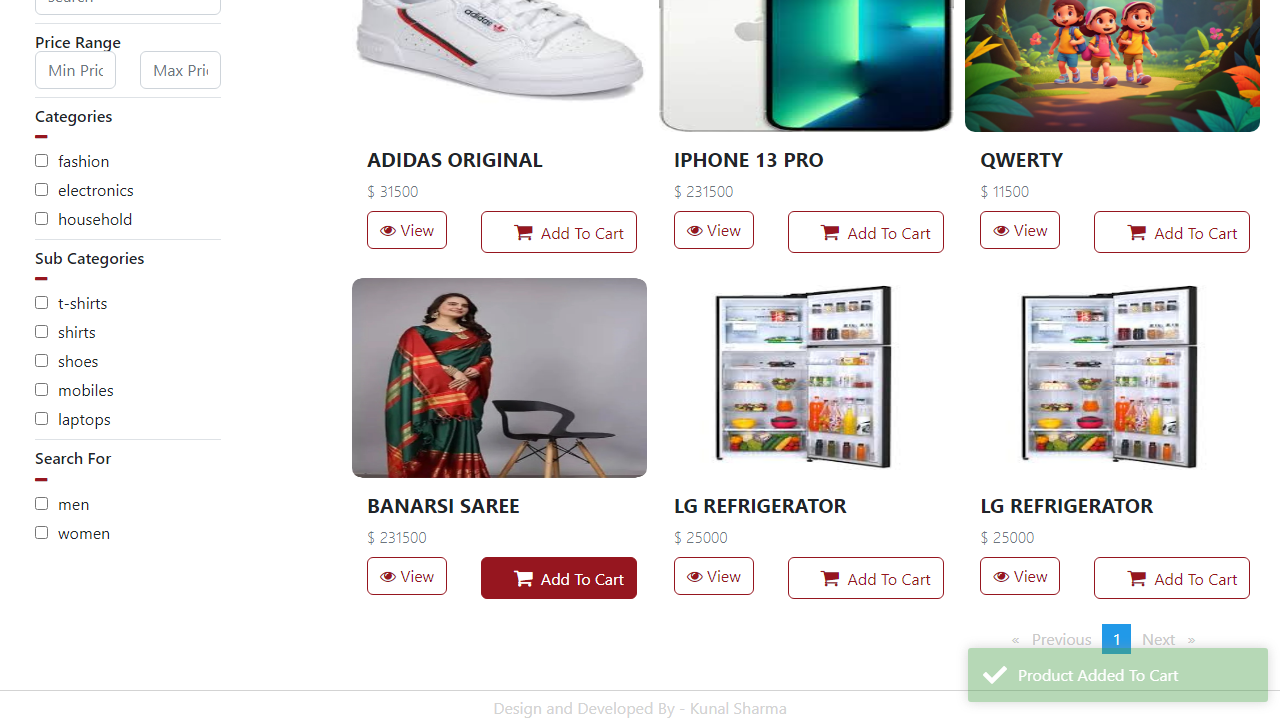 Price Range
Min Pric
Max Pric
Categories
fashion
electronics
household
Sub Categories
t-shirts
shirts
shoes
mobiles
laptops
Search For
men
women
adidas
ADIDAS ORIGINAL
$ 31500
View
Add To Cart
IPHONE 13 PRO
$ 231500
View
Add To Cart
QWERTY
$ 11500
View
Add To Cart
BANARSI SAREE
$ 231500
View
Add To Cart
LG REFRIGERATOR
$ 25000
View
Add To Cart
LG REFRIGERATOR
$ 25000
View
Add To Cart
« Previous 1 Next »
Product Added To Cart
Design and Developed By - Kunal Sharma